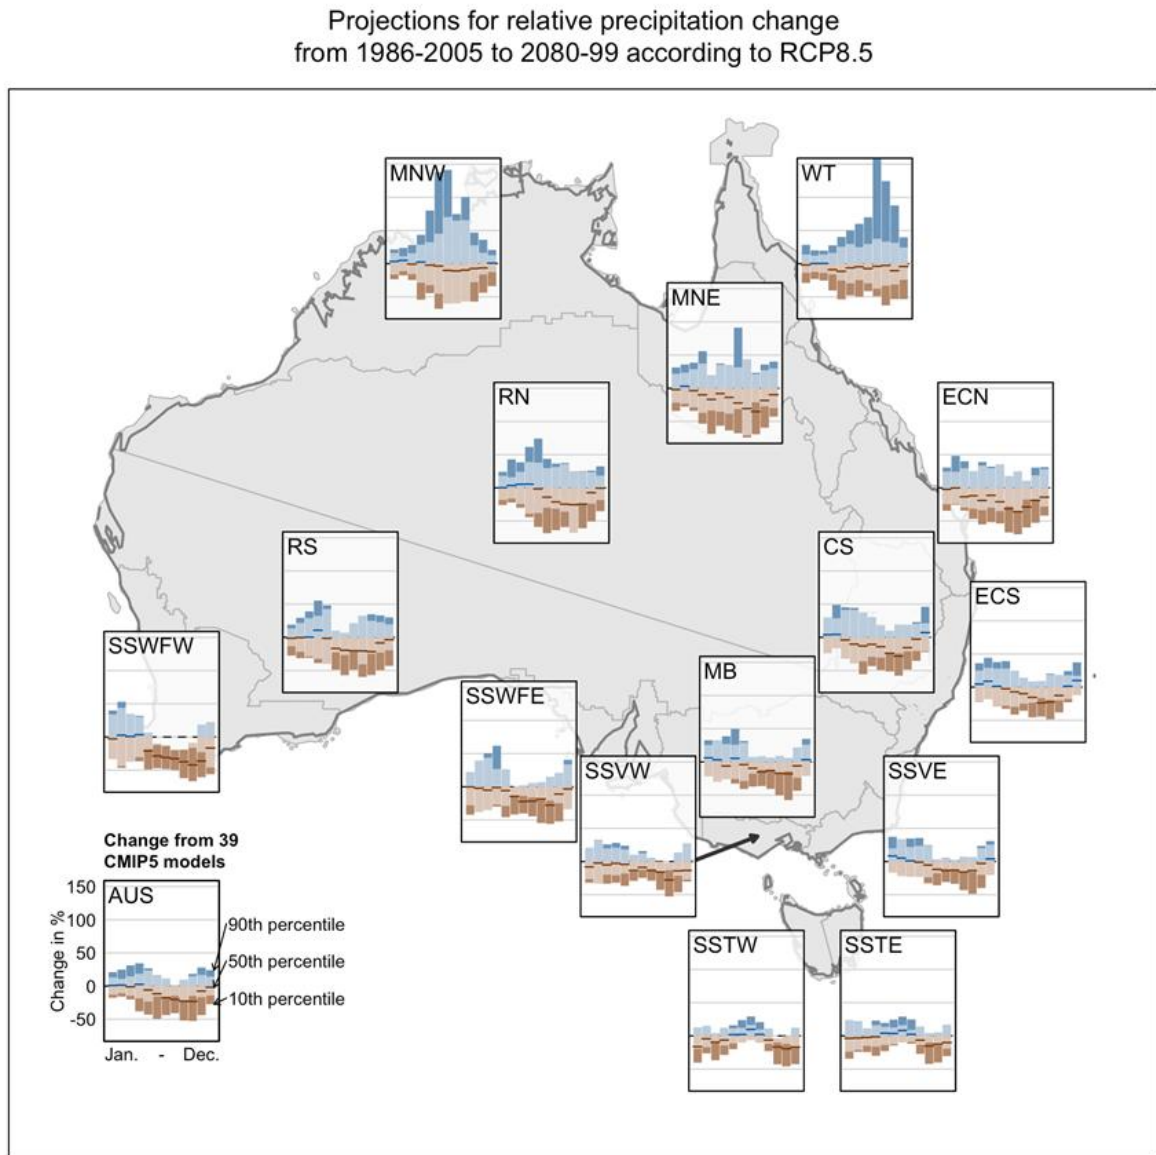 Projections for relative precipitation change
from 1986-2005 to 2080-99 according to RCP8.5
MNW
WT
MNE
RN
ECN
RS
CS
ECS
SSWFW
MB
SSWFE
SSVW
SSVE
Change from 39
CMIP5 models
AUS
150
100
50
0
-50
Change in %
90th percentile
50th percentile
10th percentile
Jan. - Dec.
SSTW
SSTE